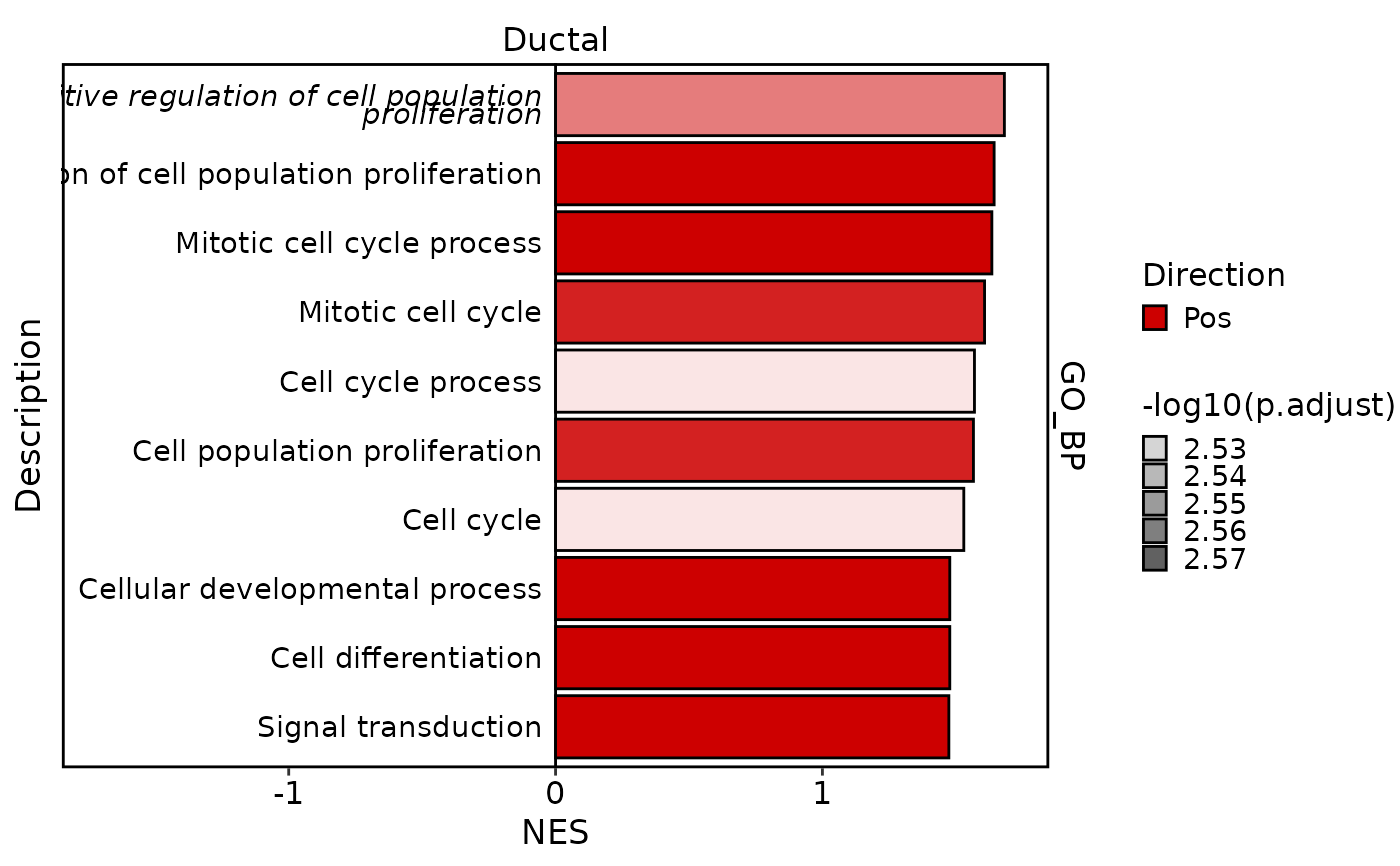 Ductal
tive regulation of cell population
proliferation
on of cell population proliferation
Mitotic cell cycle process
Mitotic cell cycle
Cell cycle process
Cell population proliferation
Cell cycle
Cellular developmental process
Cell differentiation
Signal transduction
Description
-1 0 1
NES
GO_BP
Direction
Pos
-log10(p.adjust)
2.53
2.54
2.55
2.56
2.57